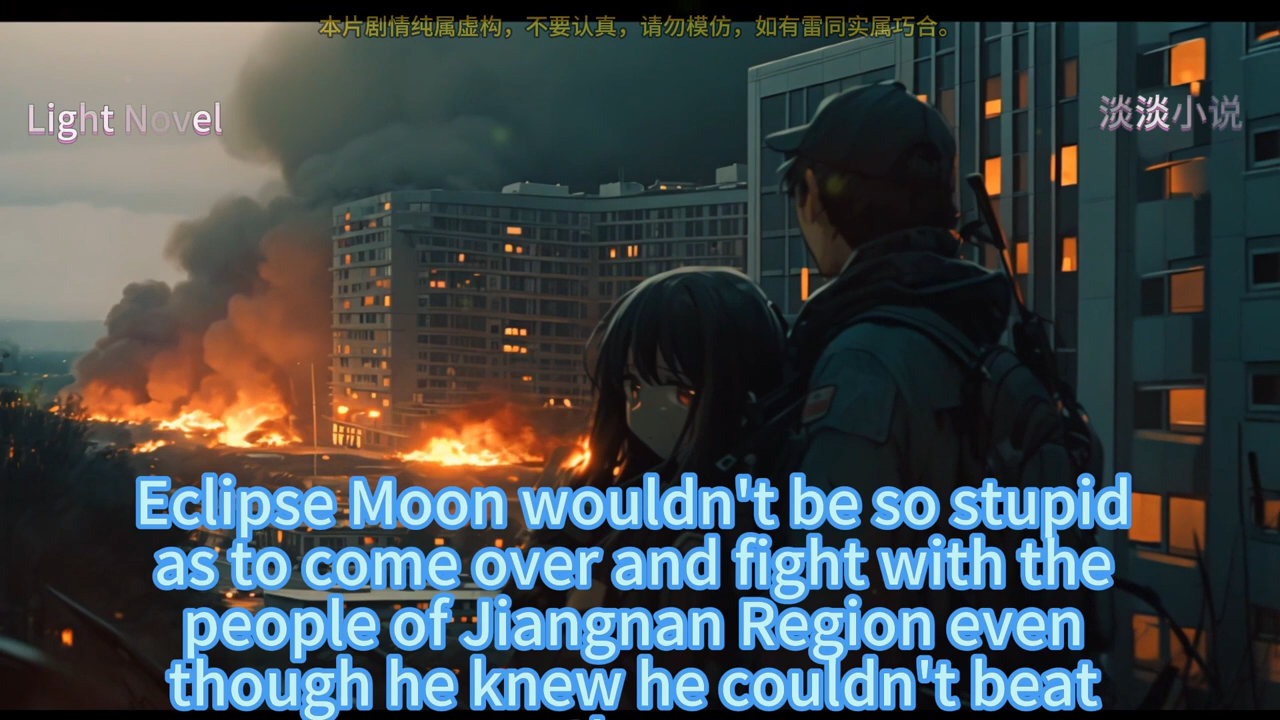 本片剧情纯属虚构，不要认真，请勿模仿，如有雷同实属巧合。
Light Novel
淡淡小说
Eclipse Moon wouldn't be so stupid
as to come over and fight with the
people of Jiangnan Region even
though he knew he couldn't beat